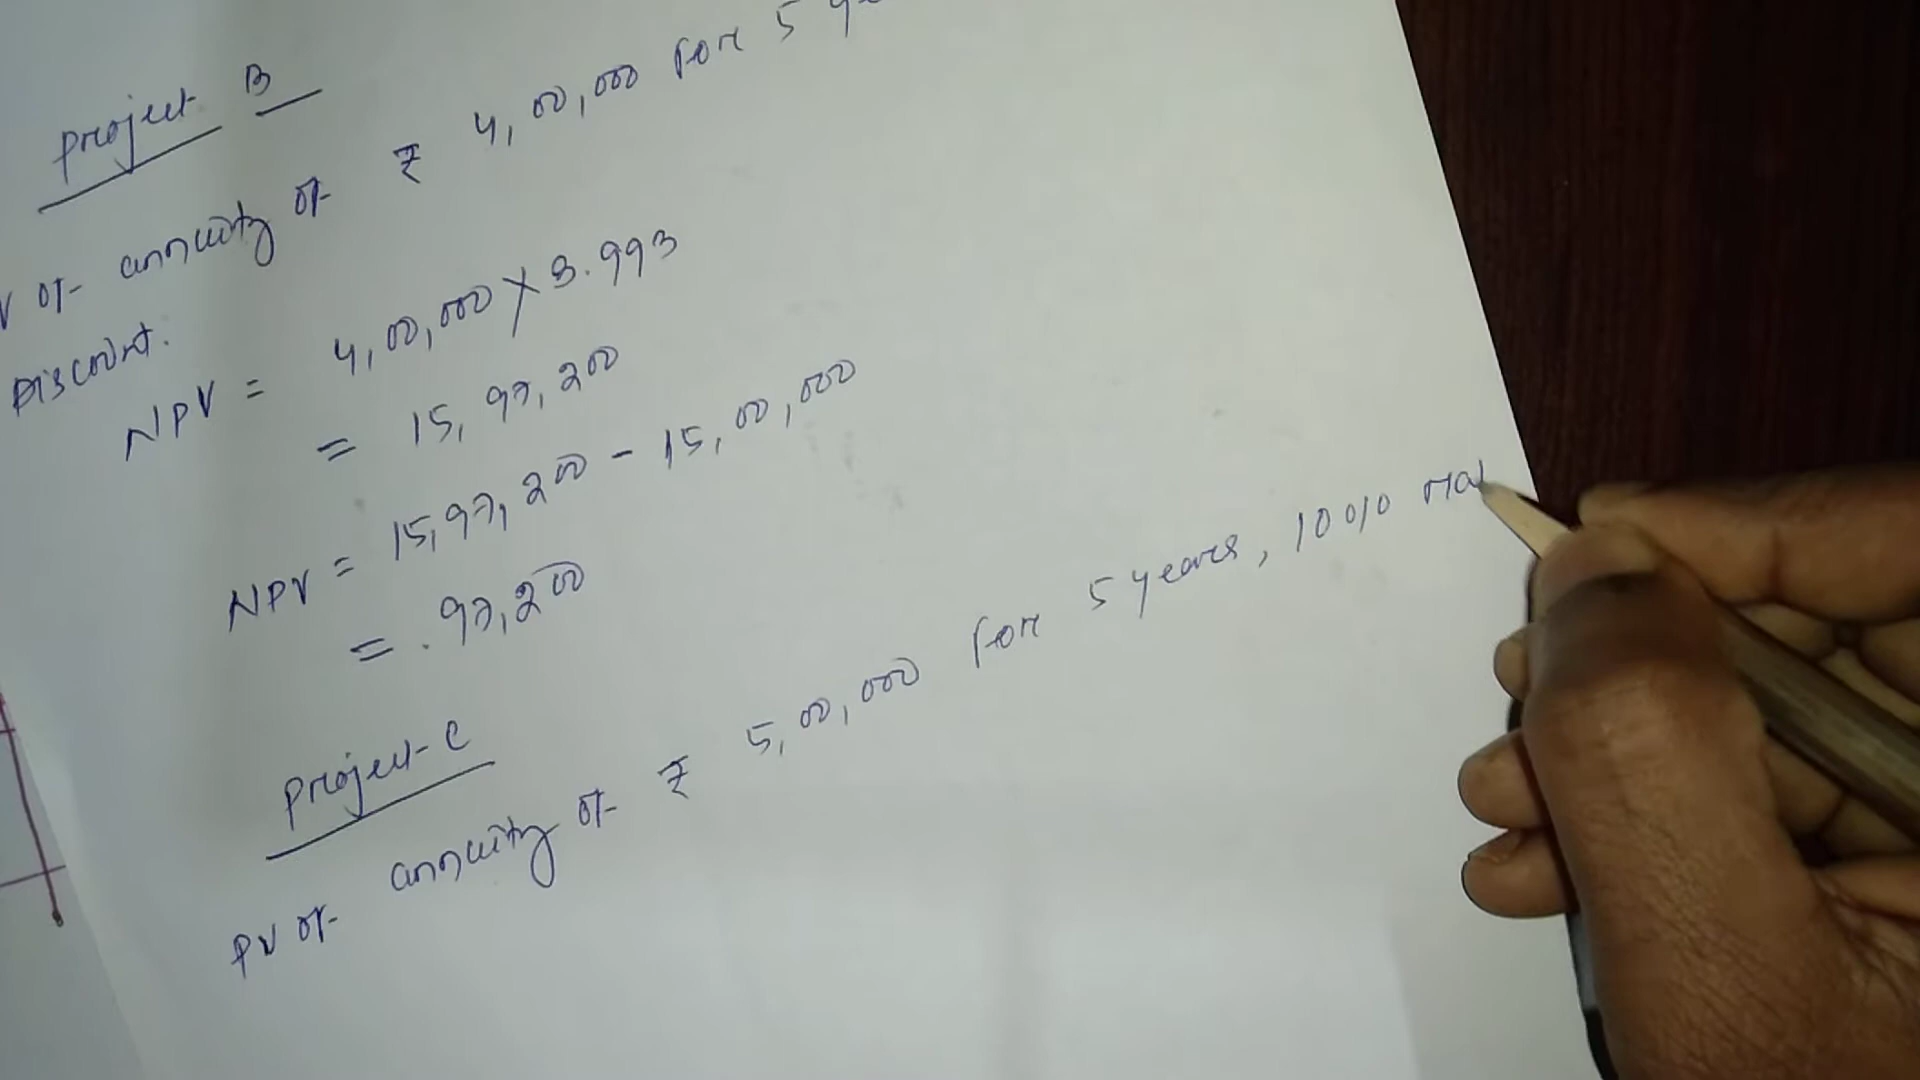 Project B
of annuity of ₹ 4,00,000 for 5
Discount.
NPV = 4,00,000 × 3.993
= 15,97,200
NPV = 15,97,200 - 15,00,000
= 97,200
Project-C
PV of annuity of ₹ 5,00,000 for 5 years, 10%